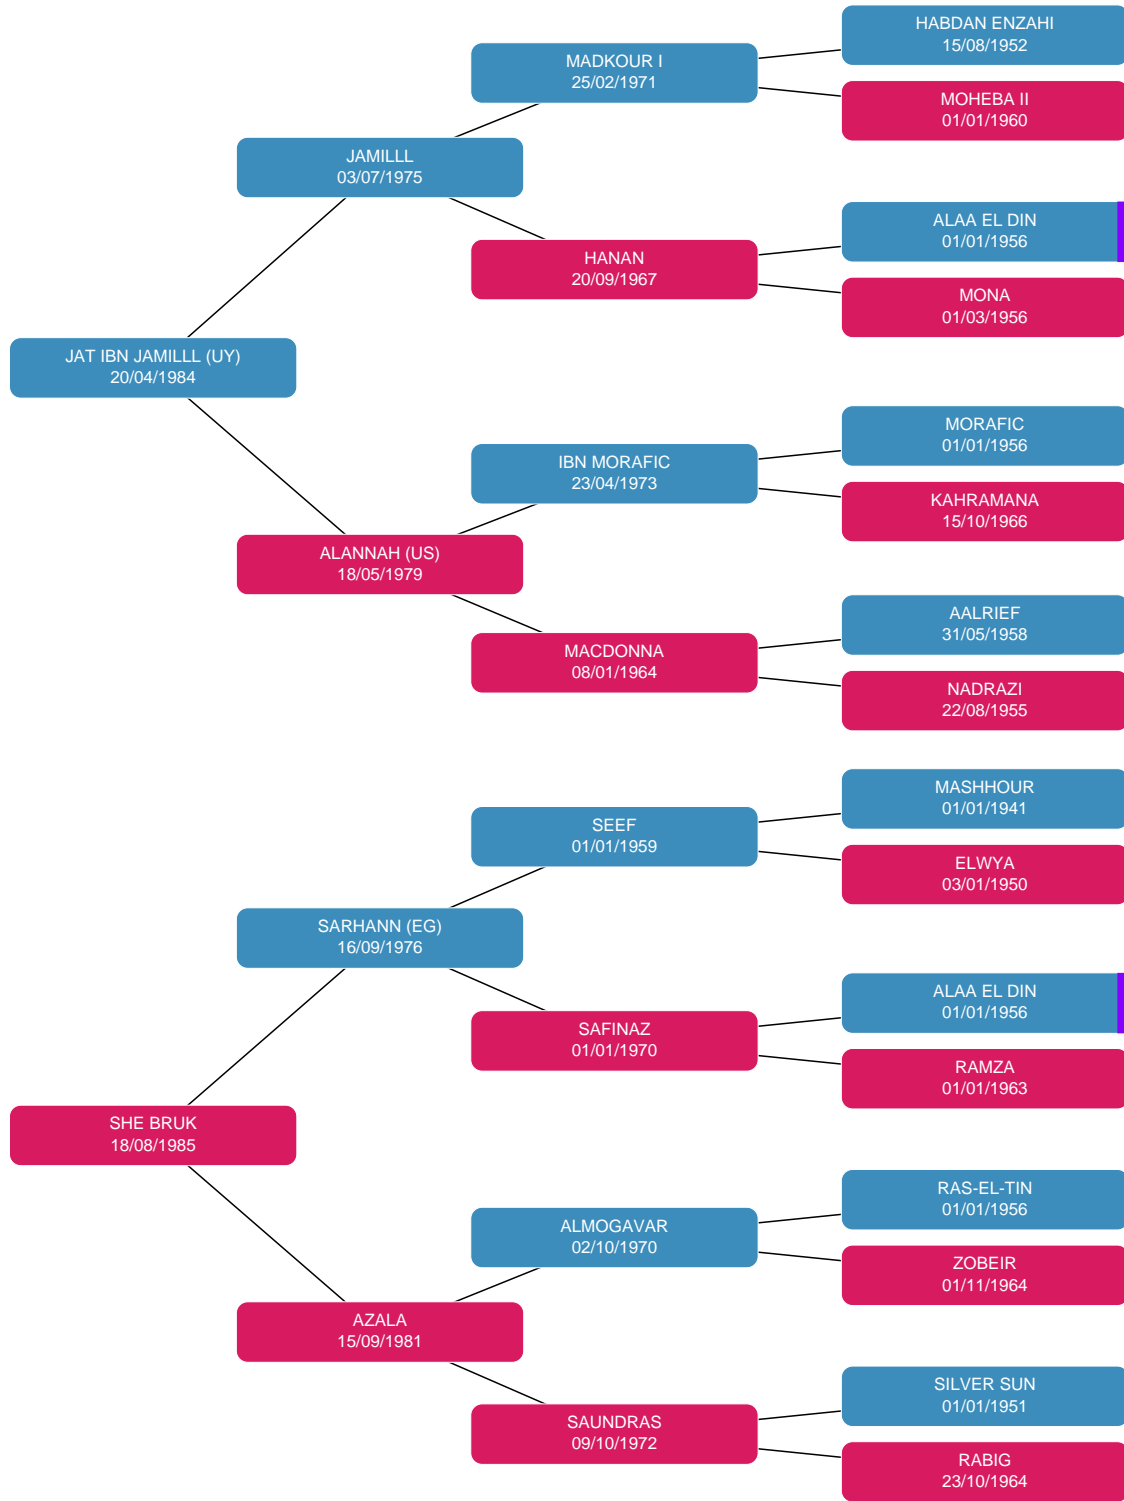 HABDAN ENZAHI
15/08/1952
MADKOUR I
25/02/1971
MOHEBA II
01/01/1960
JAMILLL
03/07/1975
ALAA EL DIN
01/01/1956
HANAN
20/09/1967
MONA
01/03/1956
JAT IBN JAMILLL (UY)
20/04/1984
MORAFIC
01/01/1956
IBN MORAFIC
23/04/1973
KAHRAMANA
15/10/1966
ALANNAH (US)
18/05/1979
AALRIEF
31/05/1958
MACDONNA
08/01/1964
NADRAZI
22/08/1955
MASHHOUR
01/01/1941
SEEF
01/01/1959
ELWYA
03/01/1950
SARHANN (EG)
16/09/1976
ALAA EL DIN
01/01/1956
SAFINAZ
01/01/1970
RAMZA
01/01/1963
SHE BRUK
18/08/1985
RAS-EL-TIN
01/01/1956
ALMOGAVAR
02/10/1970
ZOBEIR
01/11/1964
AZALA
15/09/1981
SILVER SUN
01/01/1951
SAUNDRAS
09/10/1972
RABIG
23/10/1964